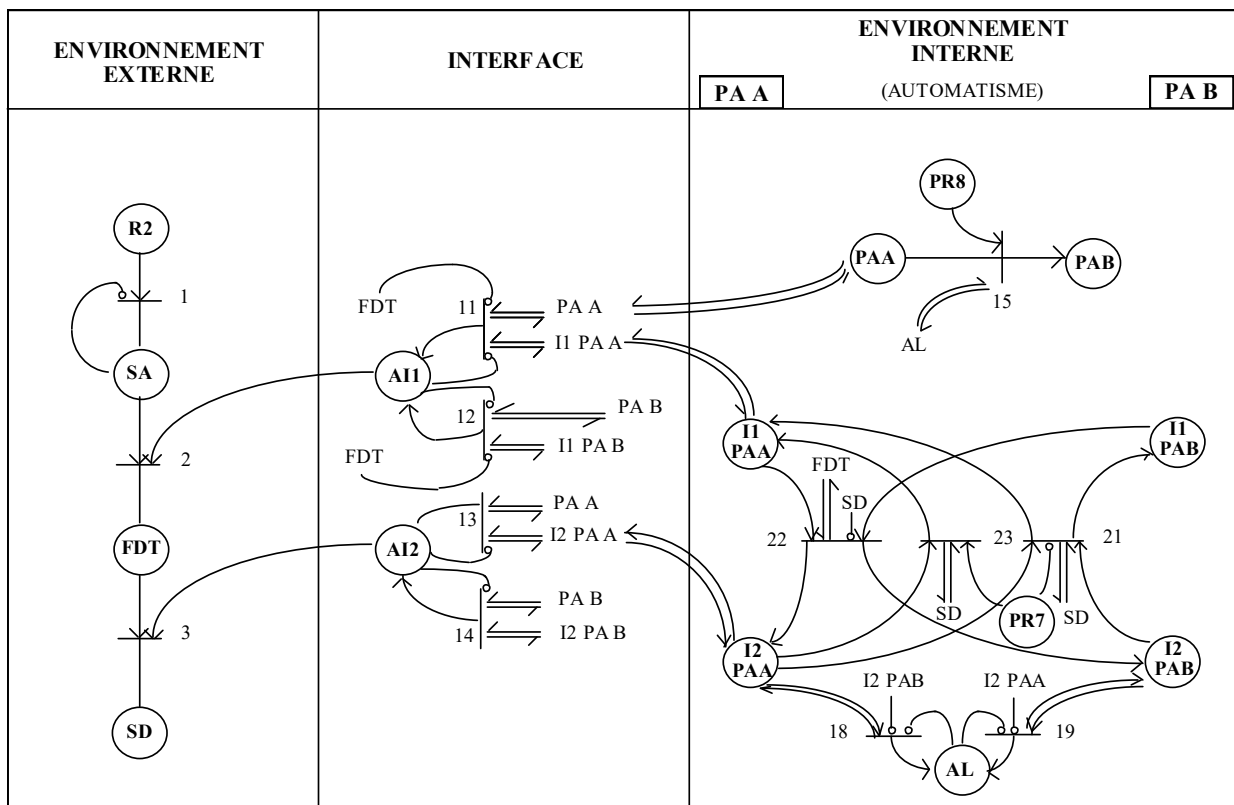 ENVIRONNEMENT
EXTERNE
INTERFACE
ENVIRONNEMENT
INTERNE
PA A
(AUTOMATISME)
PA B
R2
1
SA
2
FDT
3
SD
FDT
11
PA A
I1 PA A
AI1
12
PA B
I1 PA B
FDT
13
PA A
I2 PA A
AI2
14
PA B
I2 PA B
PR8
PAA
PAB
15
AL
I1
PAA
I1
PAB
FDT
SD
22
23
21
SD
PR7
SD
I2
PAA
I2
PAB
I2 PAB
I2 PAA
18
19
AL